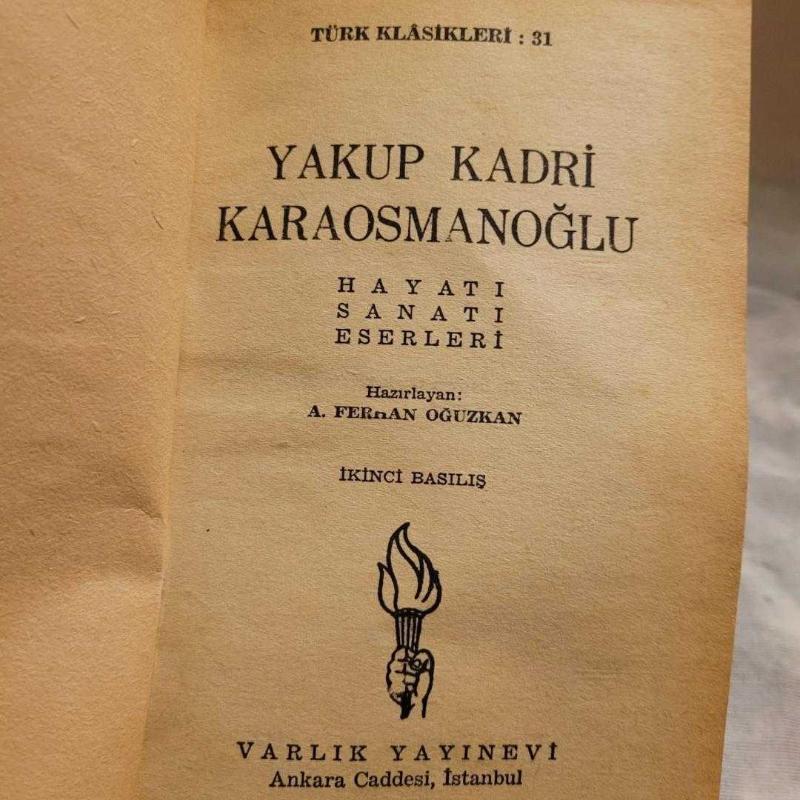 TÜRK KLÂSİKLERİ : 31
YAKUP KADRİ
KARAOSMANOĞLU
HAYATI
SANATI
ESERLERİ
Hazırlayan:
A. FERHAN OĞUZKAN
İKİNCİ BASILIŞ
VARLIK YAYINEVİ
Ankara Caddesi, İstanbul